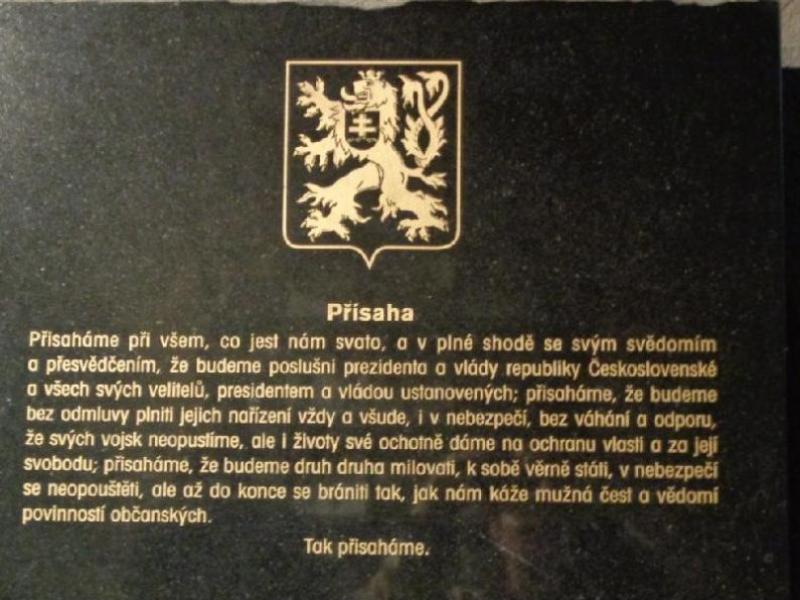 Přísaha
Přisaháme při všem, co jest nám svato, a v plné shodě se svým svědomím
a přesvědčením, že budeme poslušni prezidenta a vlády republiky Československé
a všech svých velitelů, presidentem a vládou ustanovených; přisaháme, že budeme
bez odmluvy plniti jejich nařízení vždy a všude, i v nebezpečí, bez váhání a odporu,
že svých vojsk neopustíme, ale i životy své ochotně dáme na ochranu vlasti a za její
svobodu; přisaháme, že budeme druh druha milovati, k sobě věrně státi, v nebezpečí
se neopouštěti, ale až do konce se brániti tak, jak nám káže mužná čest a vědomí
povinností občanských.
Tak přisaháme.